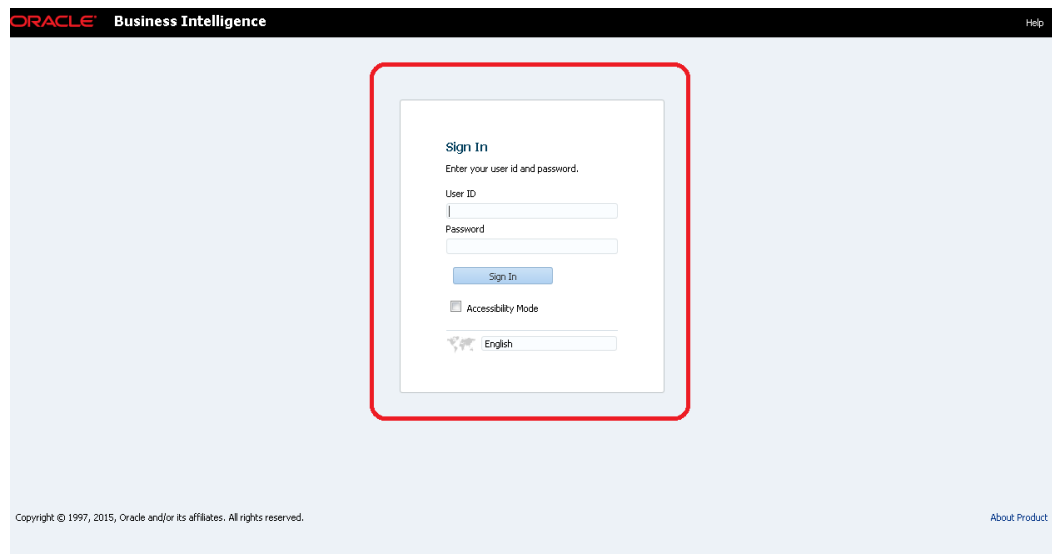 ORACLE® Business Intelligence Help
Sign In
Enter your user id and password.
User ID
Password
Sign In
Accessibility Mode
English
Copyright © 1997, 2015, Oracle and/or its affiliates. All rights reserved. About Product